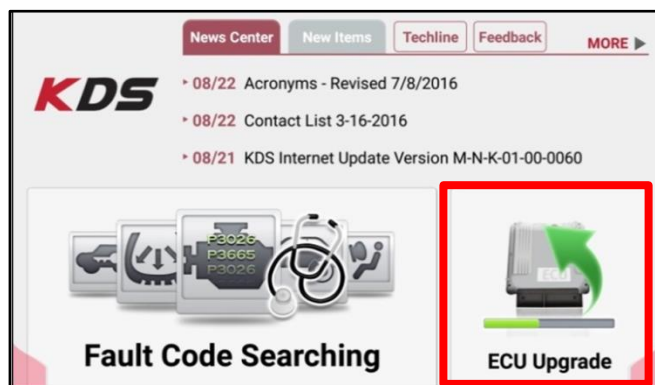 News Center New Items Techline Feedback MORE ▶
KDS
08/22 Acronyms - Revised 7/8/2016
08/22 Contact List 3-16-2016
08/21 KDS Internet Update Version M-N-K-01-00-0060
P3026
P3665
P3026
ECU
Fault Code Searching
ECU Upgrade